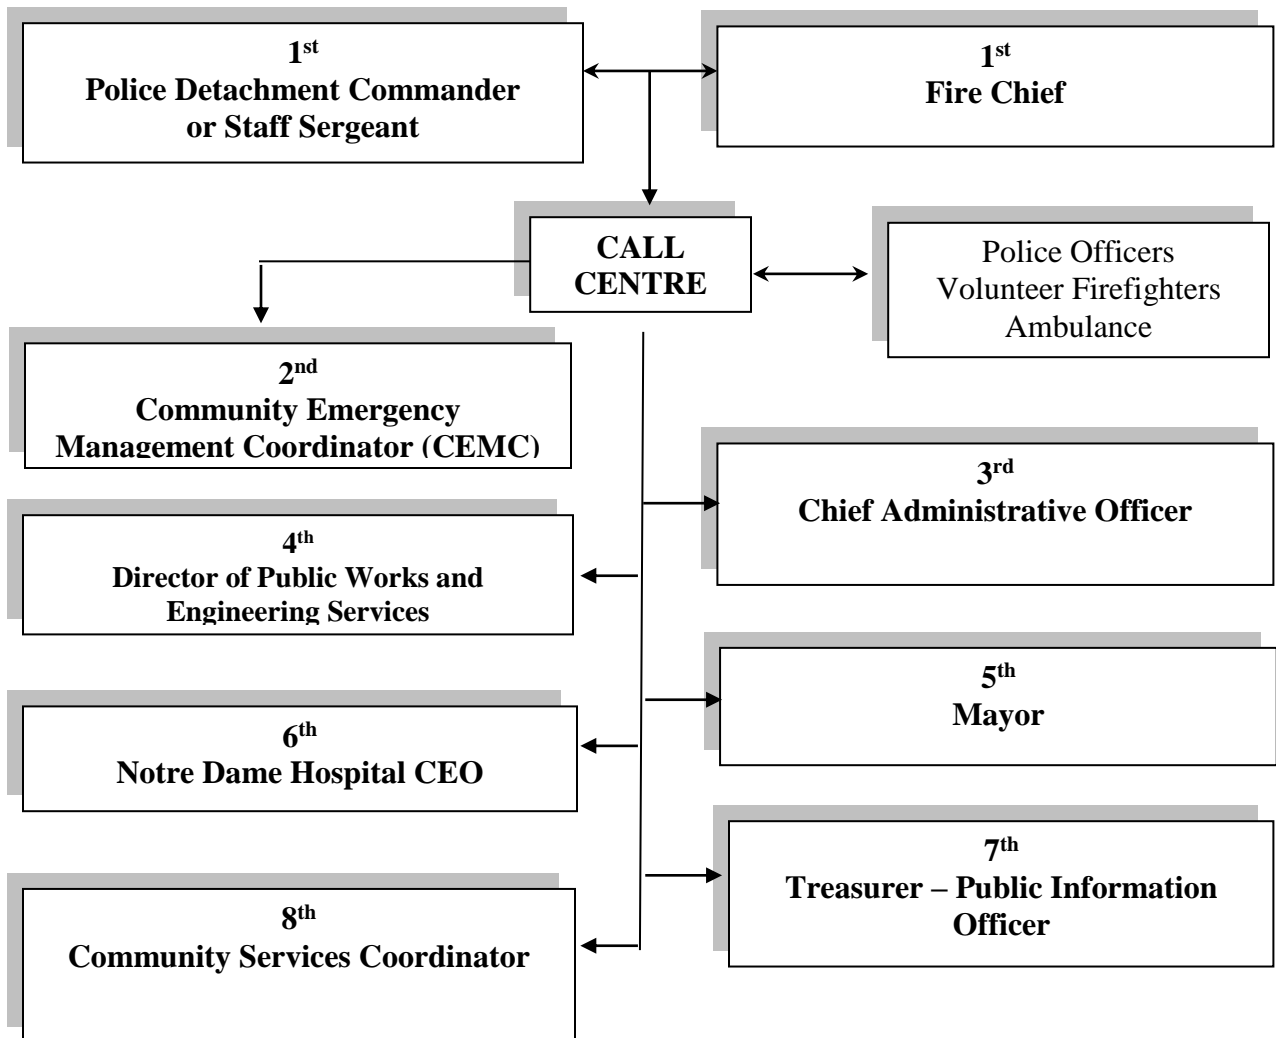 1st
Police Detachment Commander
or Staff Sergeant
1st
Fire Chief
CALL
CENTRE
Police Officers
Volunteer Firefighters
Ambulance
2nd
Community Emergency
Management Coordinator (CEMC)
3rd
Chief Administrative Officer
4th
Director of Public Works and
Engineering Services
5th
Mayor
6th
Notre Dame Hospital CEO
7th
Treasurer – Public Information
Officer
8th
Community Services Coordinator